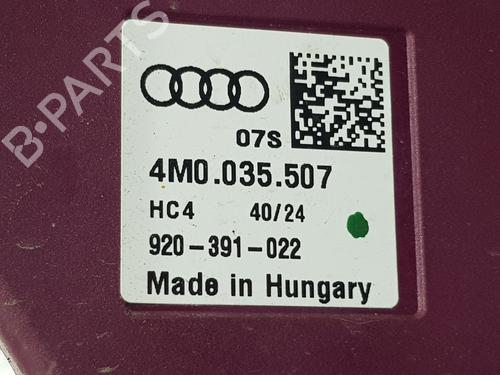 B-PARTS
07S
4M0.035.507
HC4 40/24
920-391-022
Made in Hungary